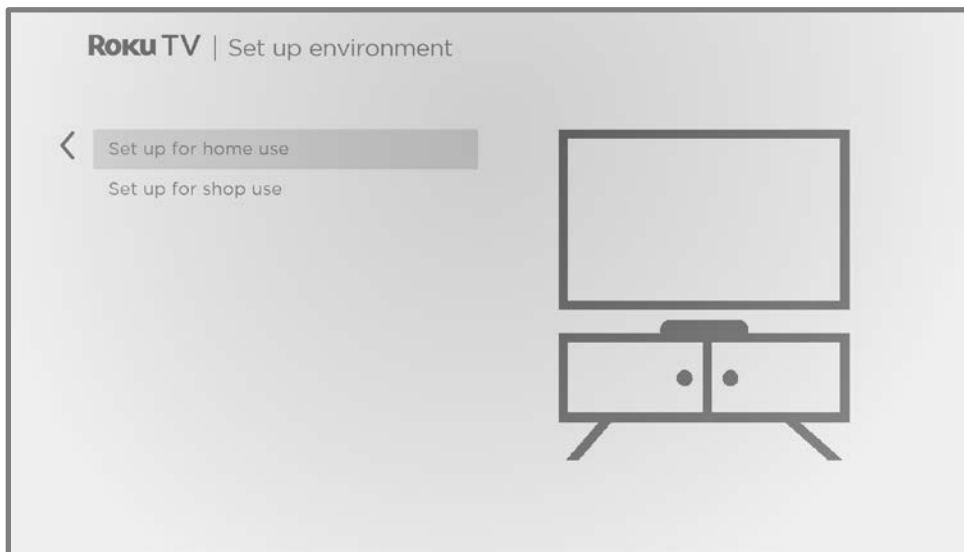 Roku TV | Set up environment
Set up for home use
Set up for shop use